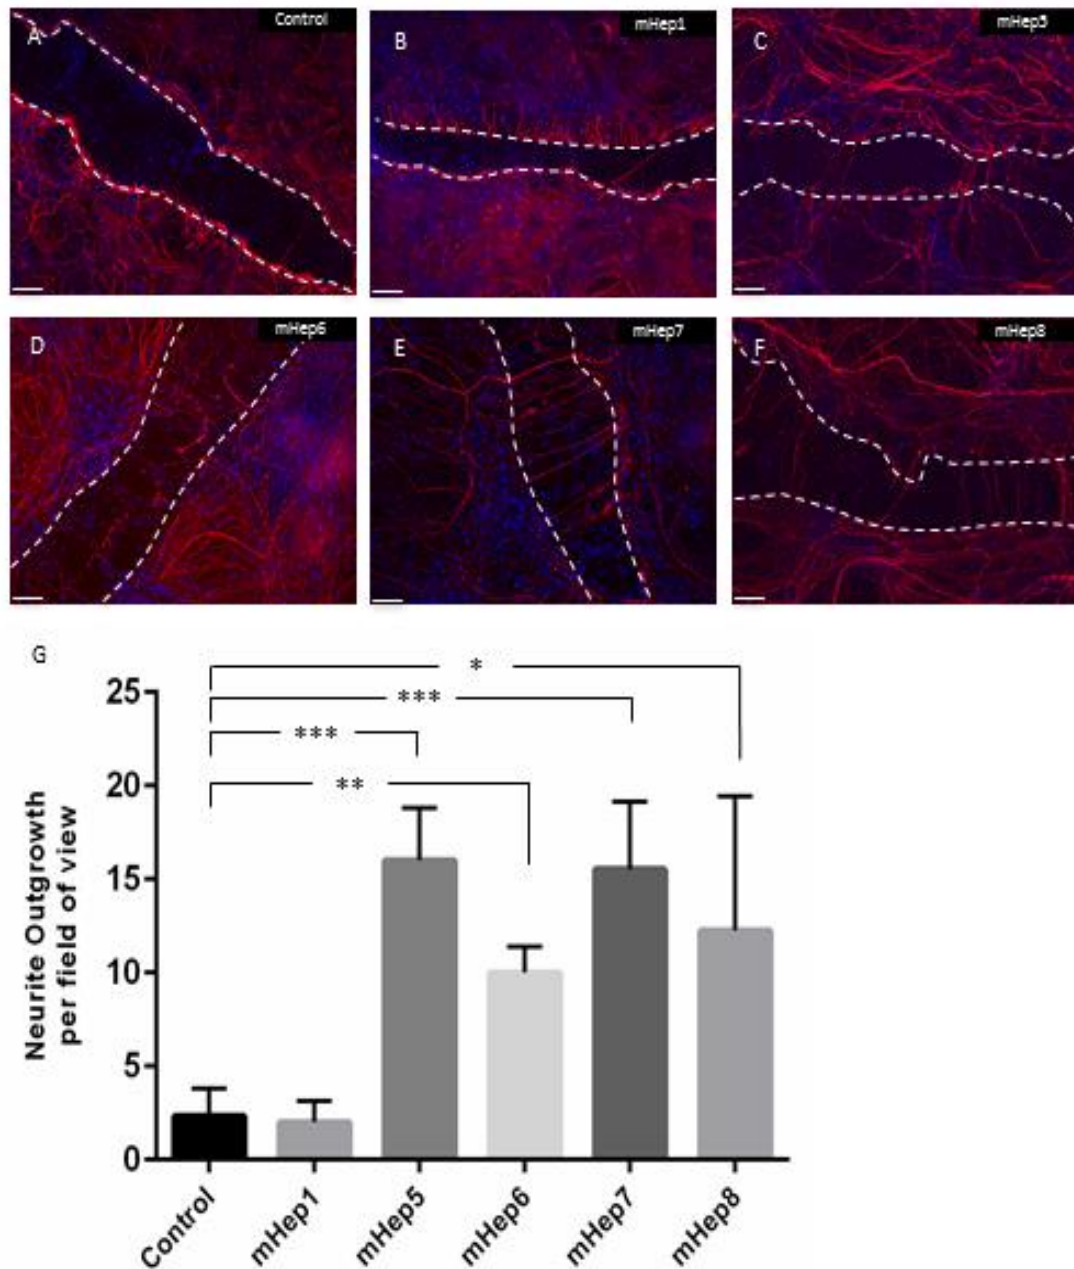 A
Control
B
mHep1
C
mHep5
D
mHep6
E
mHep7
F
mHep8
G
*
***
***
**
25
20
15
10
5
0
Neurite Outgrowth
per field of view
Control
mHep1
mHep5
mHep6
mHep7
mHep8